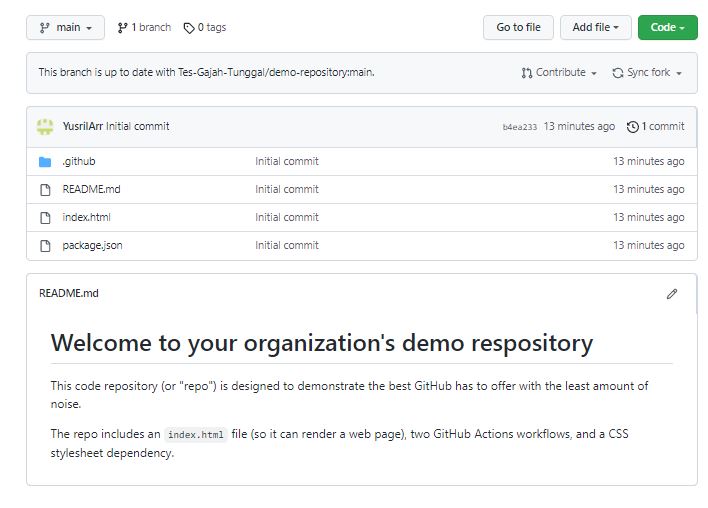 main 1 branch 0 tags Go to file Add file Code
This branch is up to date with Tes-Gajah-Tunggal/demo-repository:main. Contribute Sync fork
YusrilArr Initial commit b4ea233 13 minutes ago 1 commit
.github Initial commit 13 minutes ago
README.md Initial commit 13 minutes ago
index.html Initial commit 13 minutes ago
package.json Initial commit 13 minutes ago
README.md
Welcome to your organization's demo respository
This code repository (or "repo") is designed to demonstrate the best GitHub has to offer with the least amount of
noise.
The repo includes an index.html file (so it can render a web page), two GitHub Actions workflows, and a CSS
stylesheet dependency.